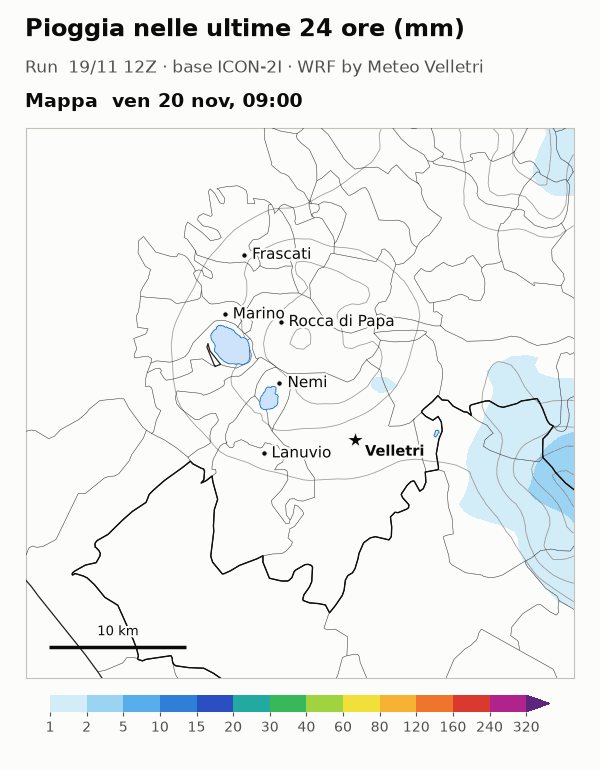 Pioggia nelle ultime 24 ore (mm)
Run  19/11 12Z · base ICON-2I · WRF by Meteo Velletri
Mappa  ven 20 nov, 09:00
Frascati
Marino
Rocca di Papa
Nemi
Velletri
Lanuvio
10 km
1 2 5 10 15 20 30 40 60 80 120 160 240 320